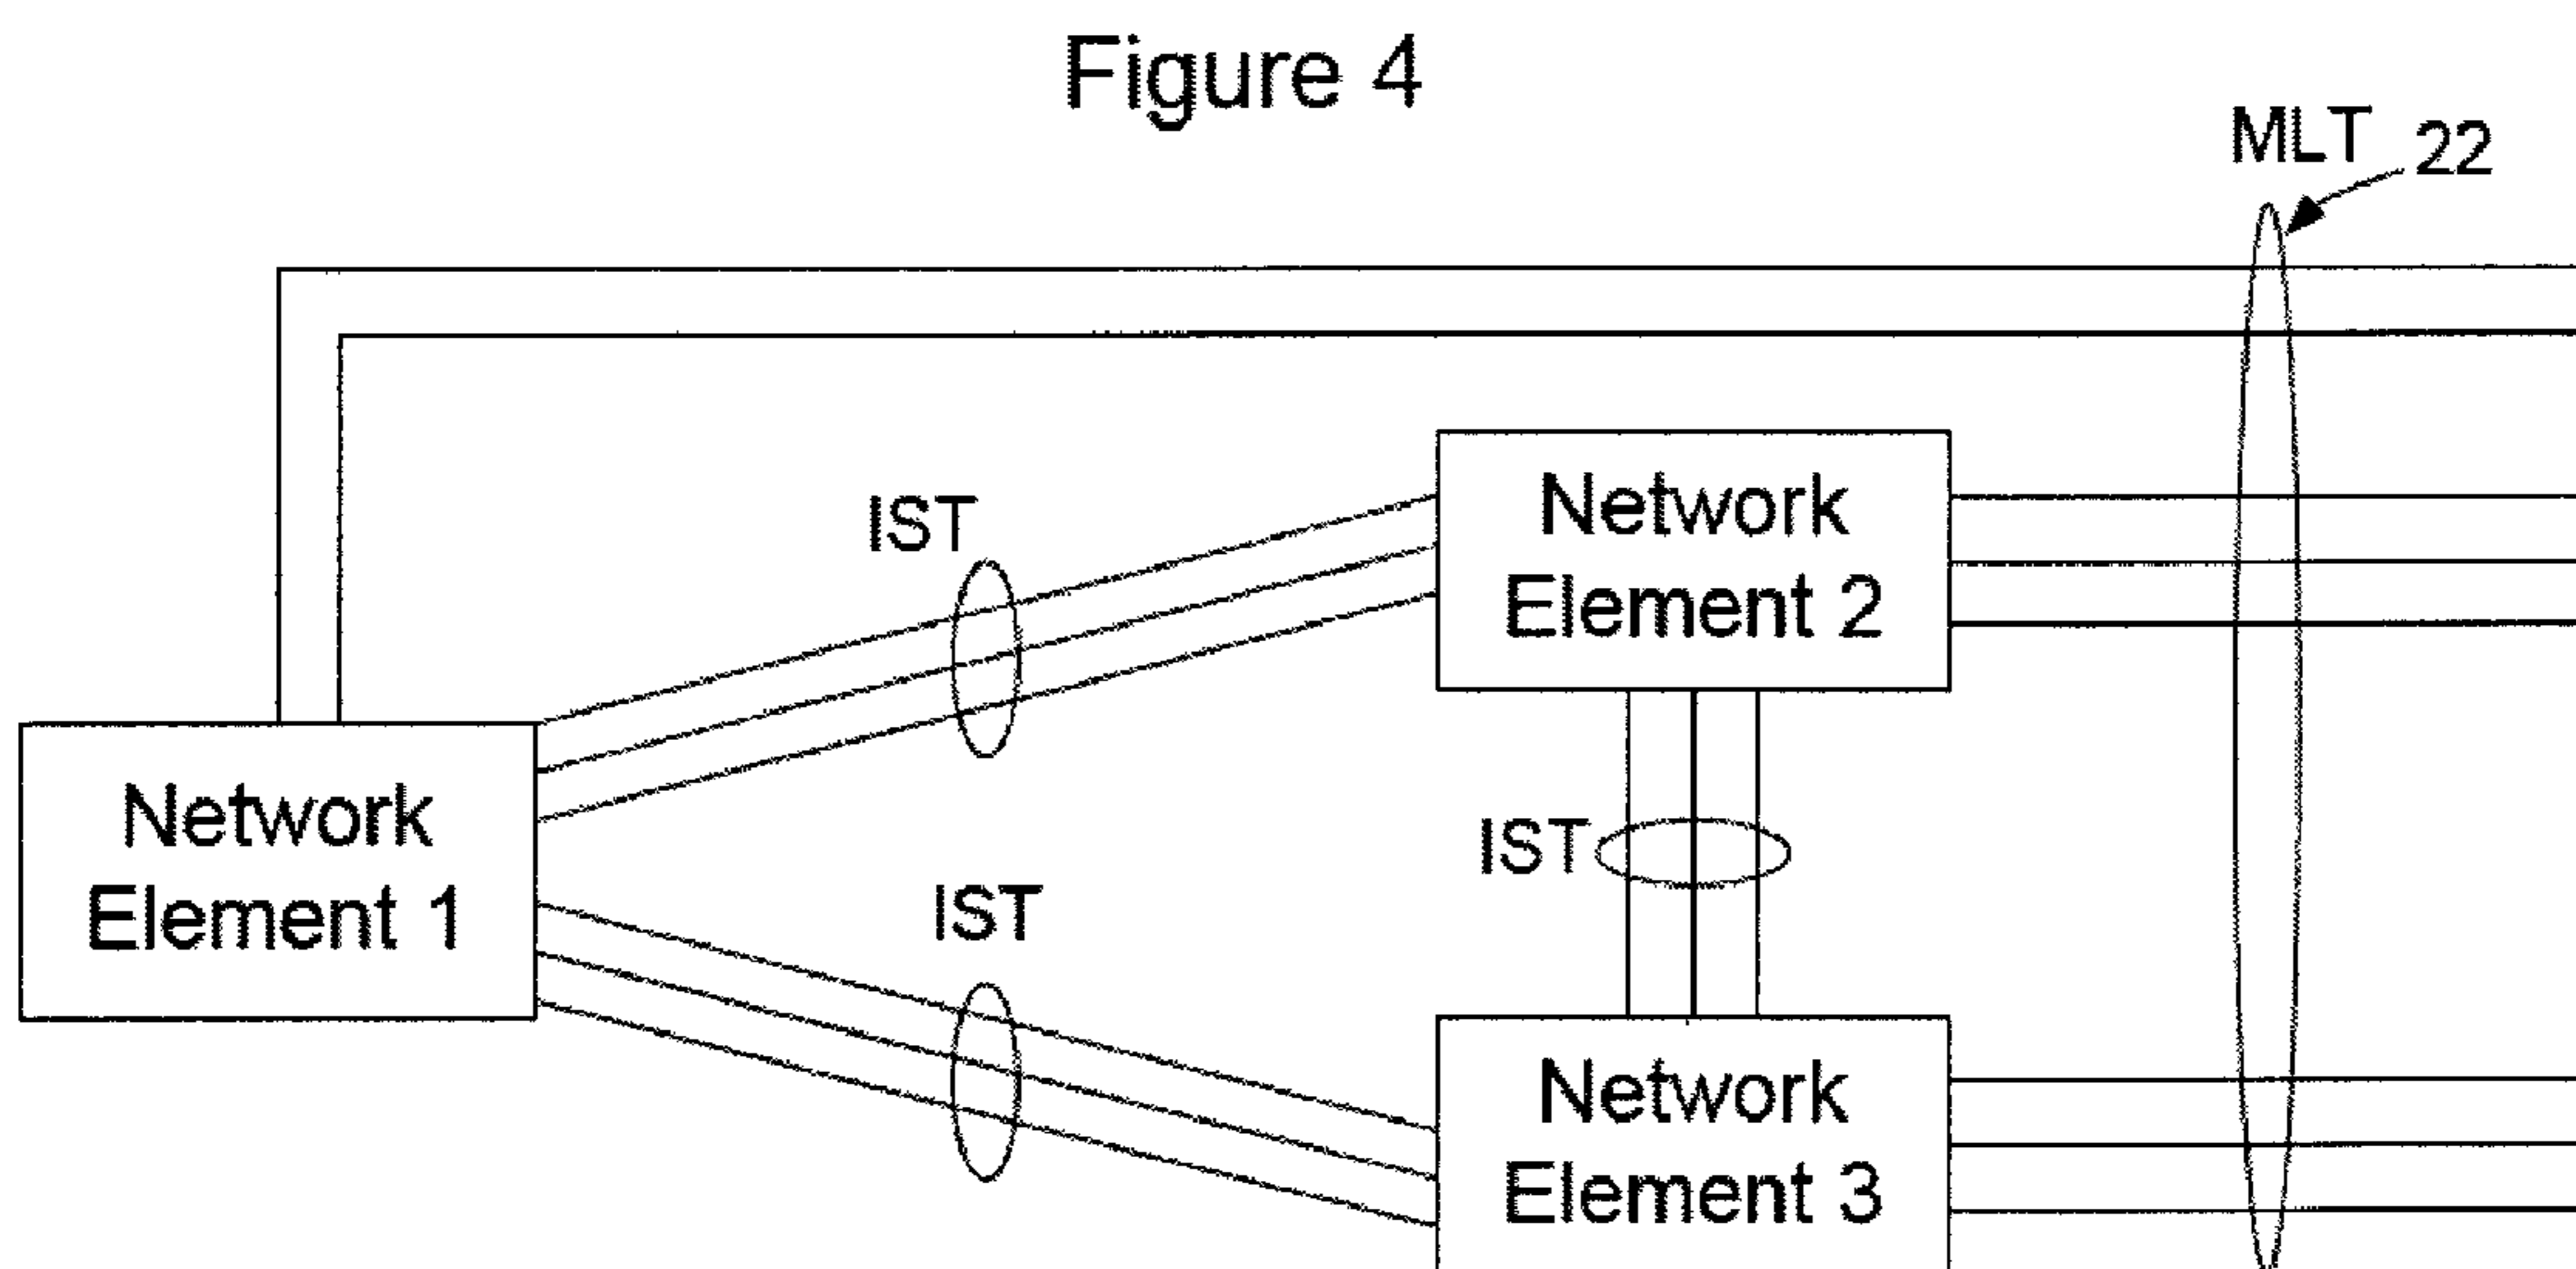 Figure 4
MLT 22
IST
Network
Element 2
Network
Element 1
IST
IST
Network
Element 3